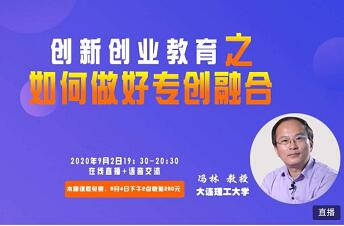 创新创业教育之
如何做好专创融合
2020年9月2日19:30-20:30
在线直播+语音交流
本期课程免费，9月4日下午2点恢复290元
冯林 教授
大连理工大学
直播